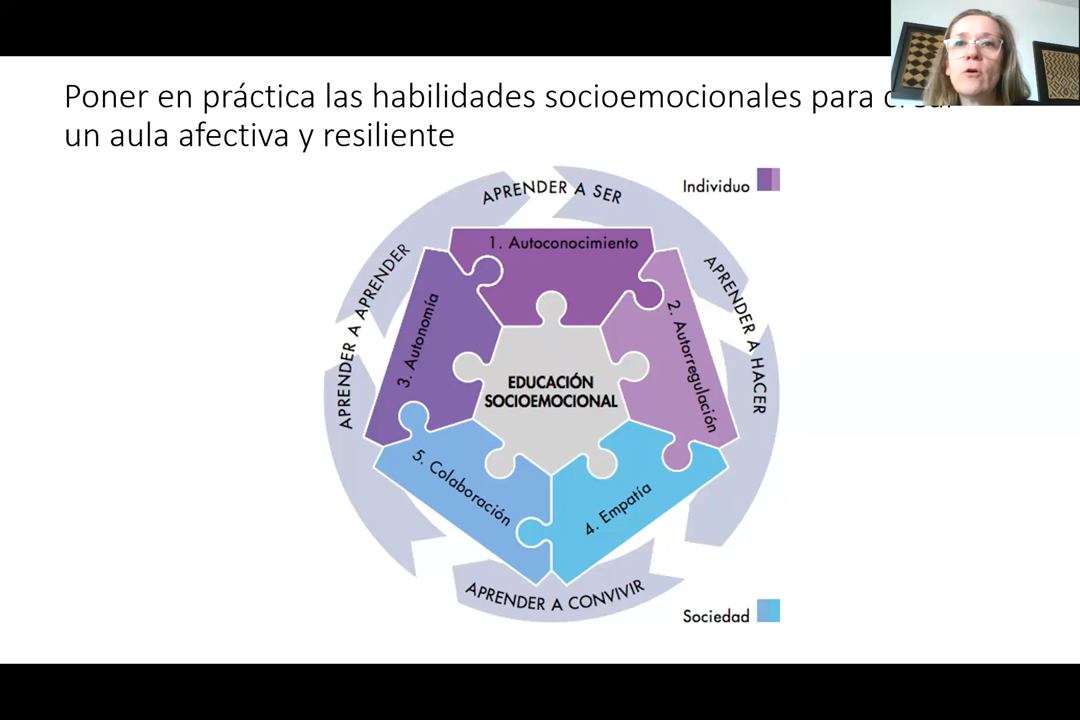 Poner en práctica las habilidades socioemocionales para
un aula afectiva y resiliente
Individuo
APRENDER A SER
1. Autoconocimiento
APRENDER A HACER
2. Autorregulación
APRENDER A APRENDER
3. Autonomía
EDUCACIÓN
SOCIOEMOCIONAL
4. Empatía
5. Colaboración
APRENDER A CONVIVIR
Sociedad